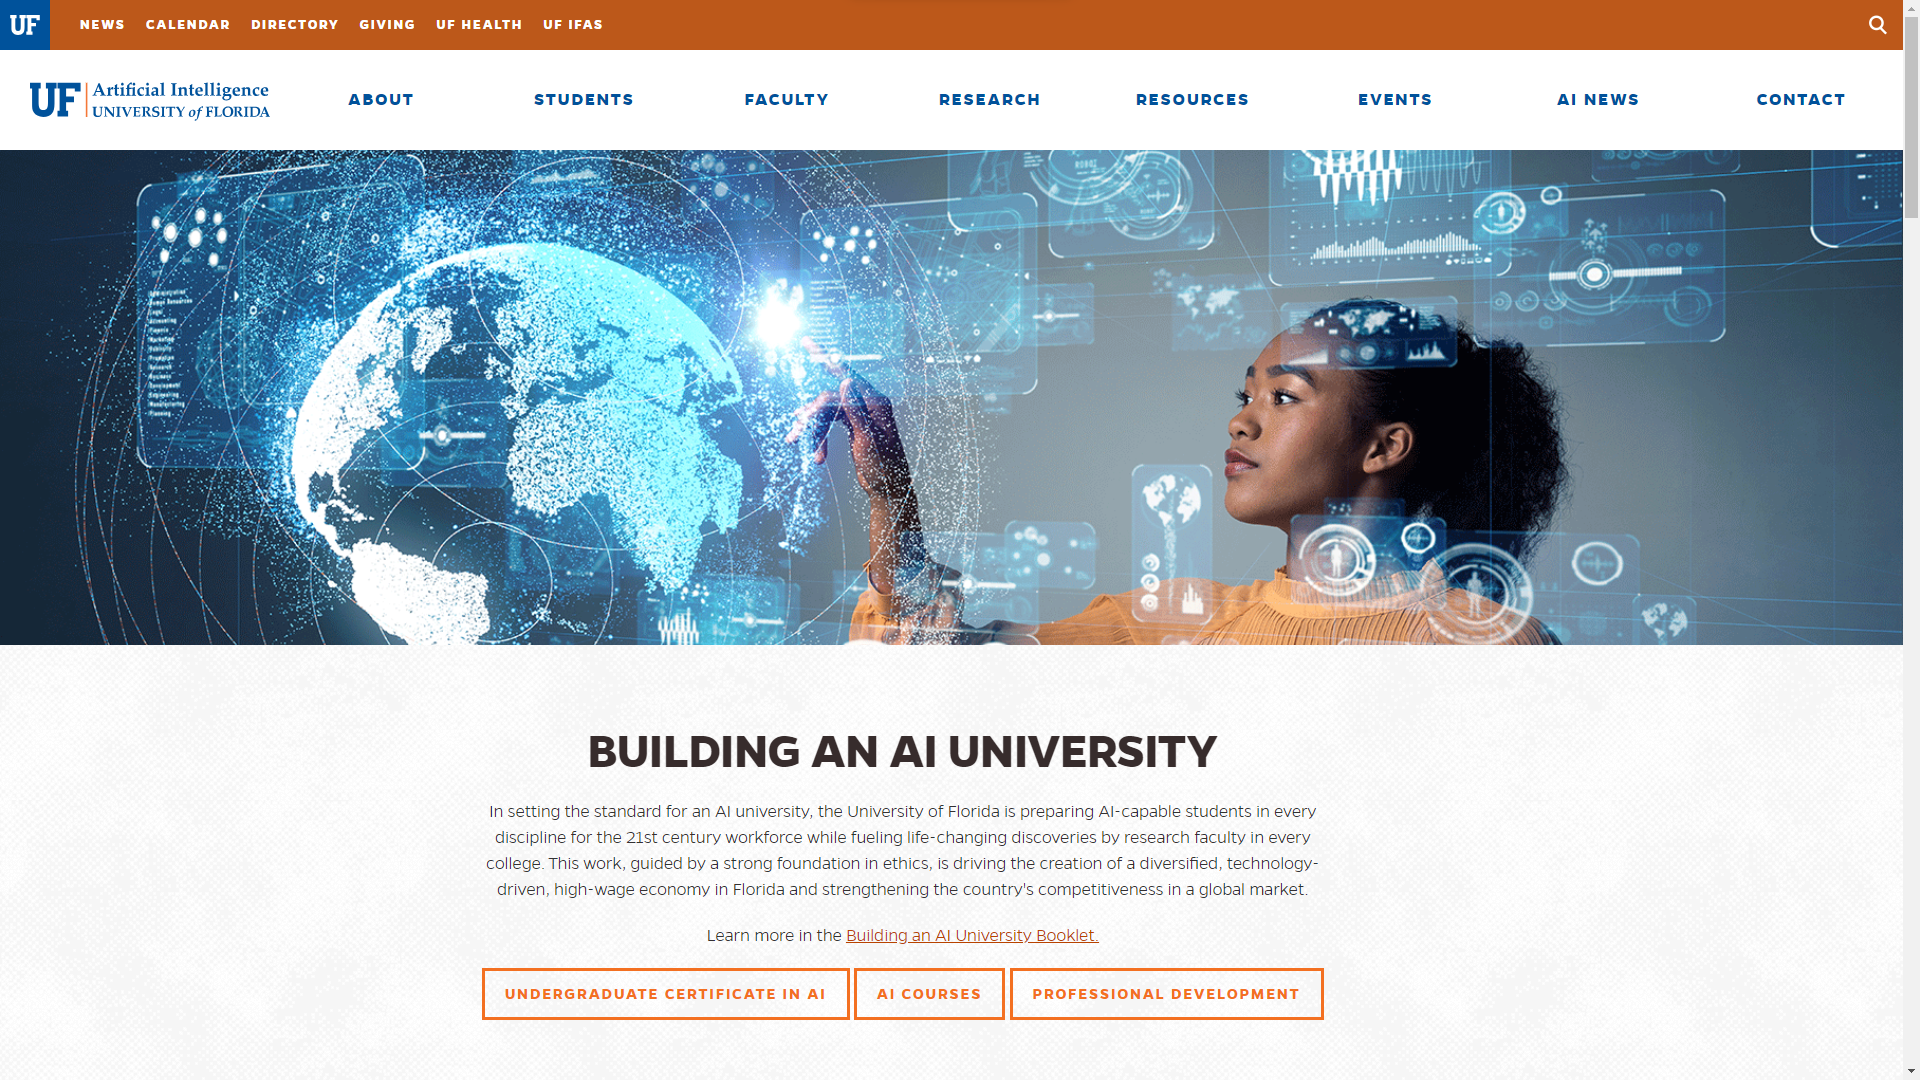 UF NEWS CALENDAR DIRECTORY GIVING UF HEALTH UF IFAS
UF Artificial Intelligence
UNIVERSITY of FLORIDA
ABOUT STUDENTS FACULTY RESEARCH RESOURCES EVENTS AI NEWS CONTACT
BUILDING AN AI UNIVERSITY
In setting the standard for an AI university, the University of Florida is preparing AI-capable students in every
discipline for the 21st century workforce while fueling life-changing discoveries by research faculty in every
college. This work, guided by a strong foundation in ethics, is driving the creation of a diversified, technology-
driven, high-wage economy in Florida and strengthening the country's competitiveness in a global market.
Learn more in the Building an AI University Booklet.
UNDERGRADUATE CERTIFICATE IN AI AI COURSES PROFESSIONAL DEVELOPMENT